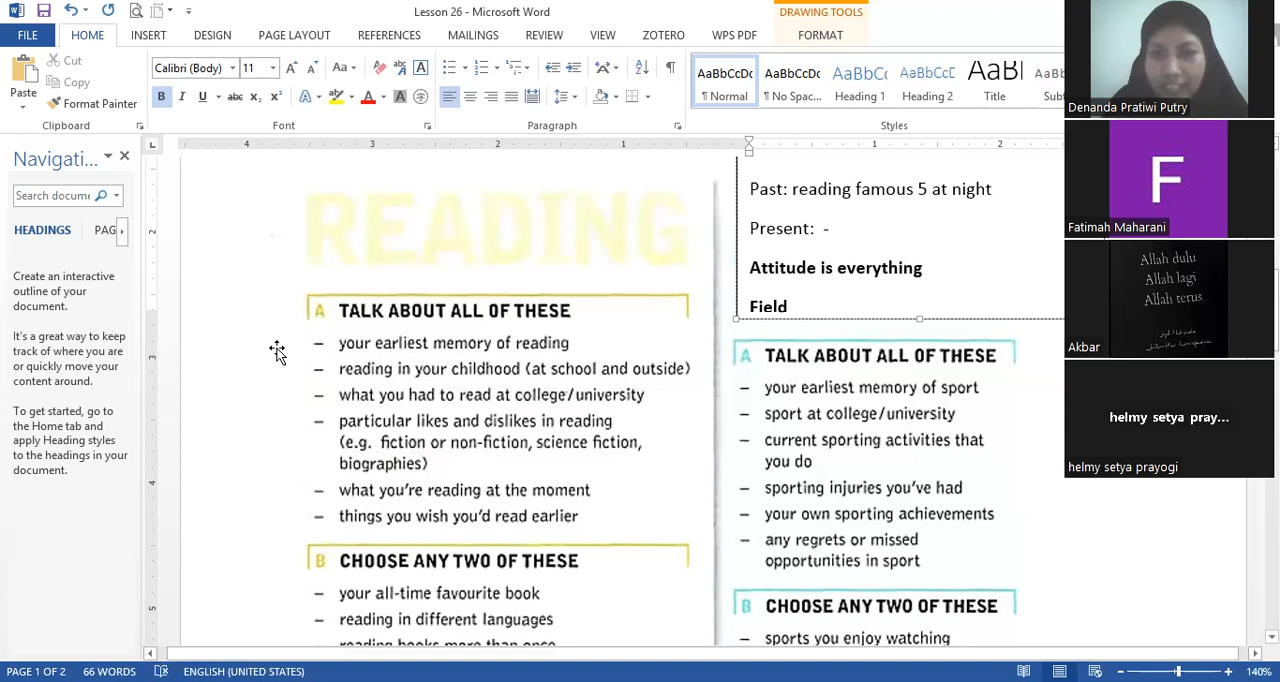 Lesson 26 - Microsoft Word
DRAWING TOOLS
FILE
HOME
INSERT
DESIGN
PAGE LAYOUT
REFERENCES
MAILINGS
REVIEW
VIEW
ZOTERO
WPS PDF
FORMAT
Paste
Cut
Copy
Format Painter
Clipboard
Calibri (Body)
11
Font
Paragraph
AaBbCcDc
¶ Normal
AaBbCcDc
¶ No Spac...
AaBbCc
Heading 1
AaBbCcC
Heading 2
AaBl
Title
AaBb
Subt
Styles
Navigati...
Search docume
HEADINGS
PAG
Create an interactive
outline of your
document.
It's a great way to keep
track of where you are
or quickly move your
content around.
To get started, go to
the Home tab and
apply Heading styles
to the headings in your
document.
READING
A TALK ABOUT ALL OF THESE
– your earliest memory of reading
– reading in your childhood (at school and outside)
– what you had to read at college/university
– particular likes and dislikes in reading
(e.g. fiction or non-fiction, science fiction,
biographies)
– what you're reading at the moment
– things you wish you'd read earlier
B CHOOSE ANY TWO OF THESE
– your all-time favourite book
– reading in different languages
reading books more than once
Past: reading famous 5 at night
Present: -
Attitude is everything
Field
A TALK ABOUT ALL OF THESE
– your earliest memory of sport
– sport at college/university
– current sporting activities that
you do
– sporting injuries you've had
– your own sporting achievements
– any regrets or missed
opportunities in sport
B CHOOSE ANY TWO OF THESE
– sports you enjoy watching
Denanda Pratiwi Putry
F
Fatimah Maharani
Allah dulu
Allah lagi
Allah terus
Akbar
helmy setya pray...
helmy setya prayogi
PAGE 1 OF 2
66 WORDS
ENGLISH (UNITED STATES)
140%